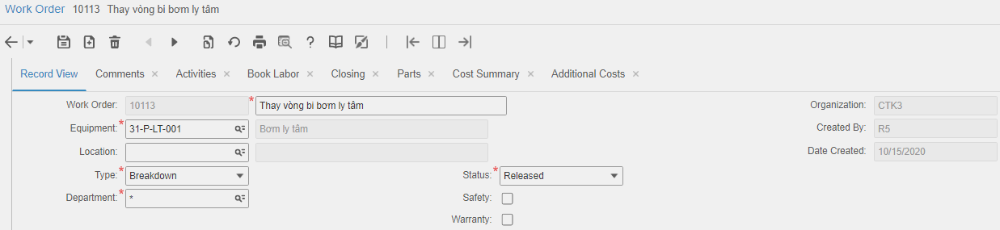 Work Order 10113 Thay vòng bi bơm ly tâm
Record View Comments × Activities × Book Labor × Closing × Parts × Cost Summary × Additional Costs ×
Work Order: 10113 * Thay vòng bi bơm ly tâm Organization: CTK3
Equipment: * 31-P-LT-001 Bơm ly tâm Created By: R5
Location: Date Created: 10/15/2020
Type: * Breakdown Status: * Released
Department: * * Safety:
Warranty: